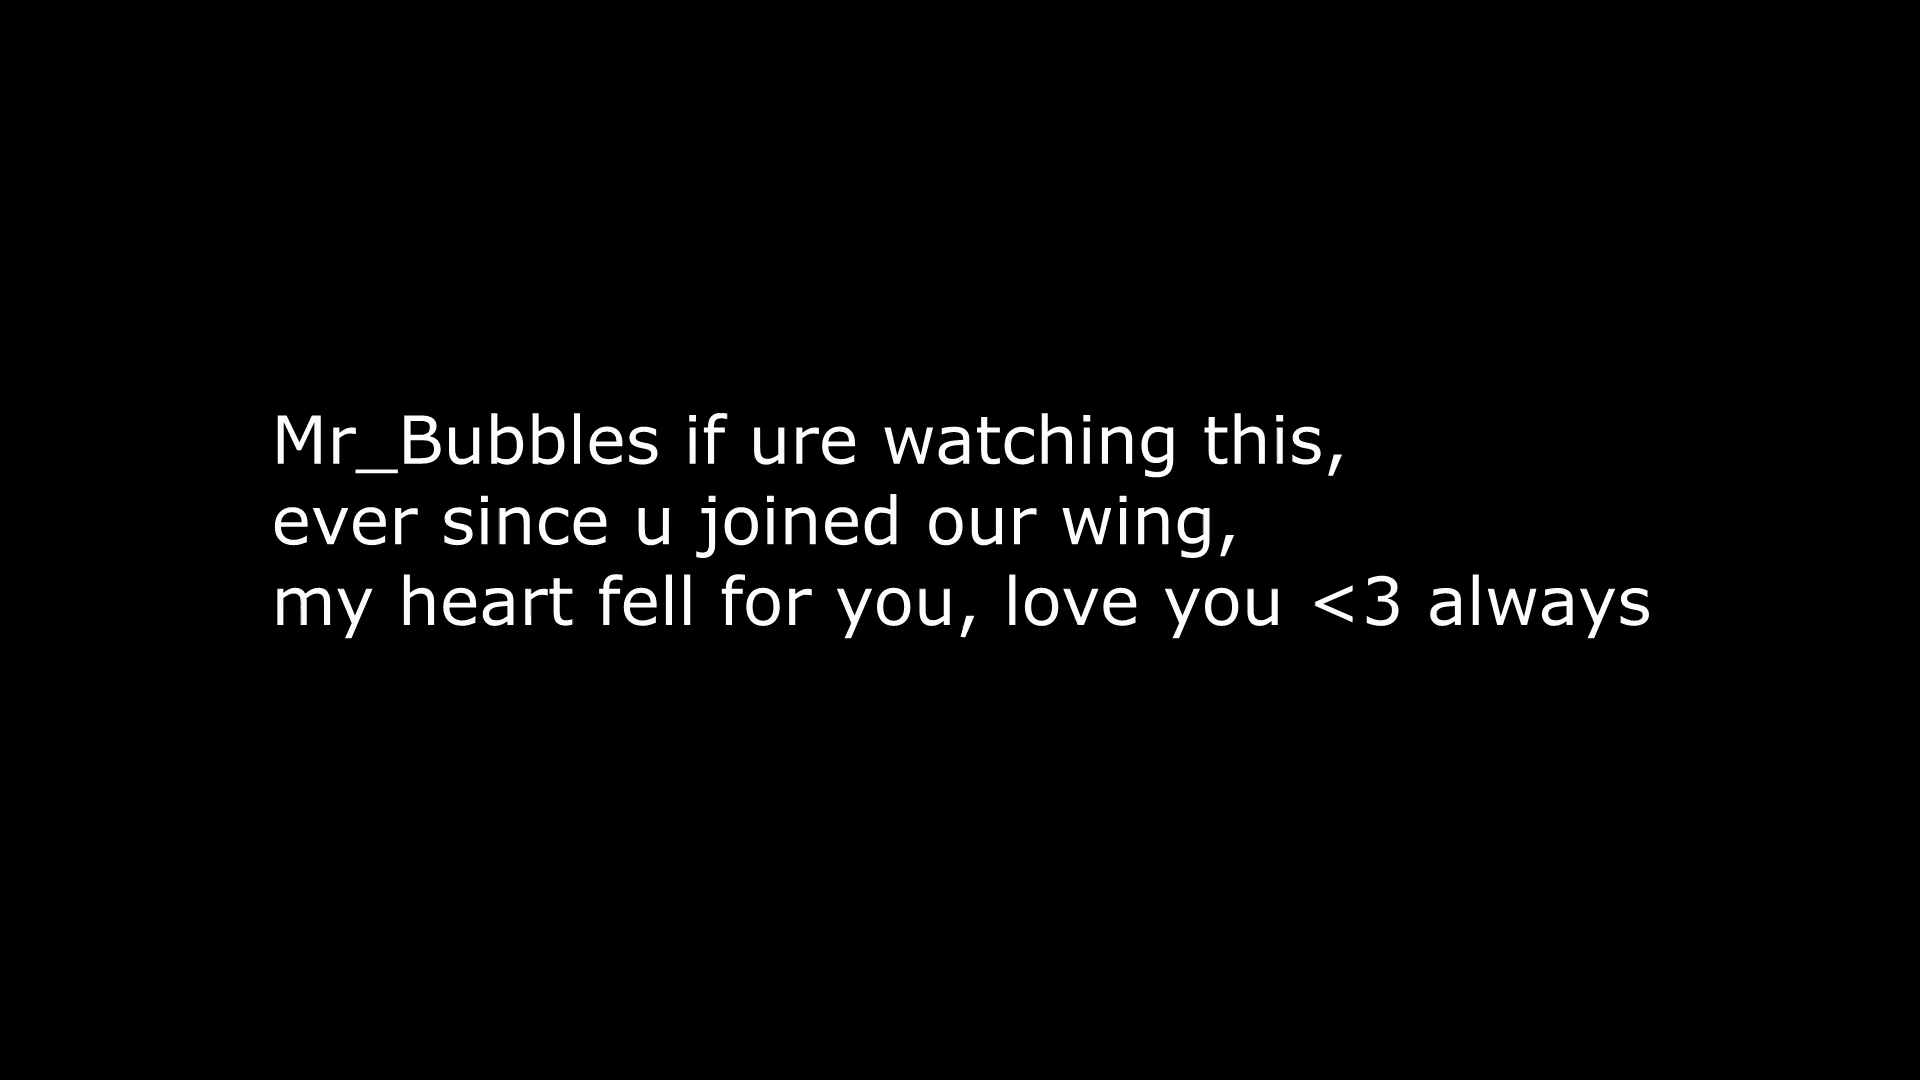 Mr_Bubbles if ure watching this,
ever since u joined our wing,
my heart fell for you, love you <3 always